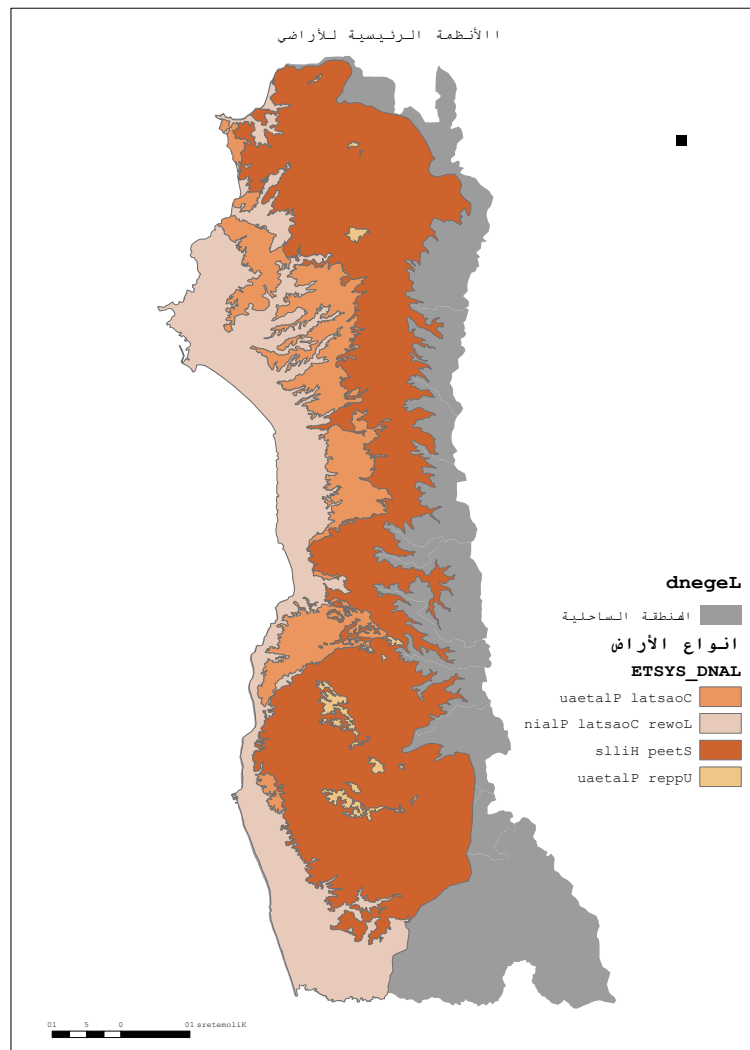 االأنظمة الرئيسية للأراضي
dnegeL
المنطقة الساحلية
انواع الأراض
ETSYS_DNAL
uaetalP latsaoC
nialP latsaoC rewoL
slliH peetS
uaetalP reppU
01 5 0 01 sretemoliK